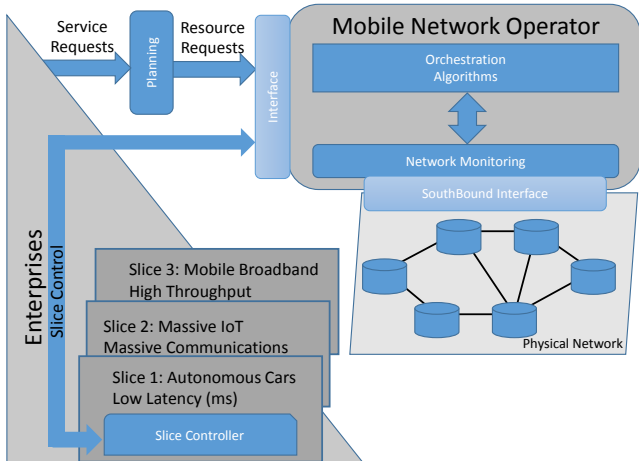 Service
Requests
Resource
Requests
Planning
Interface
Mobile Network Operator
Orchestration
Algorithms
Network Monitoring
SouthBound Interface
Physical Network
Enterprises
Slice Control
Slice 3: Mobile Broadband
High Throughput
Slice 2: Massive IoT
Massive Communications
Slice 1: Autonomous Cars
Low Latency (ms)
Slice Controller